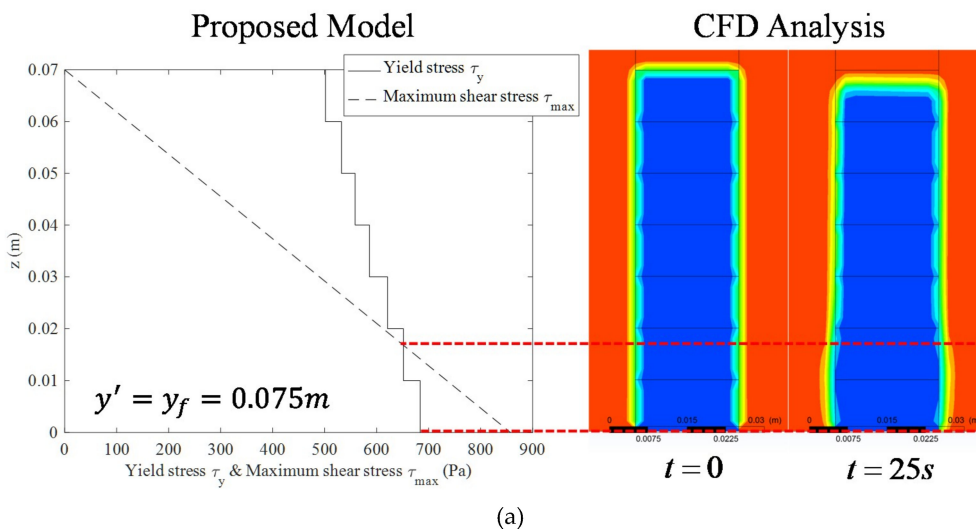 Proposed Model
CFD Analysis
Yield stress τy
Maximum shear stress τmax
0.07
0.06
0.05
0.04
0.03
0.02
0.01
0
z (m)
y′ = yf = 0.075m
0 100 200 300 400 500 600 700 800 900
Yield stress τy & Maximum shear stress τmax (Pa)
0 0.015 0.03 (m)
0.0075 0.0225
0 0.015 0.03 (m)
0.0075 0.0225
t = 0
t = 25s
(a)